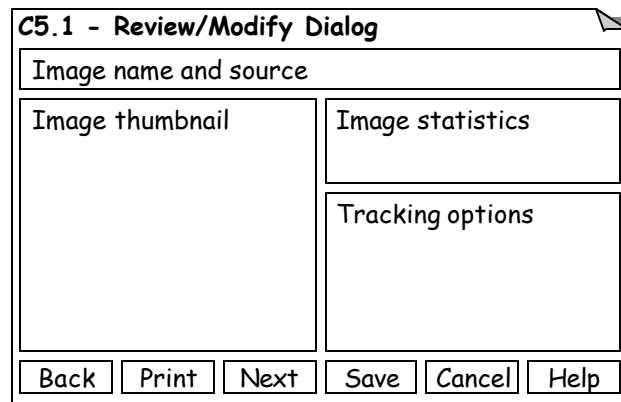 C5.1 - Review/Modify Dialog
Image name and source
Image thumbnail
Image statistics
Tracking options
Back Print Next Save Cancel Help